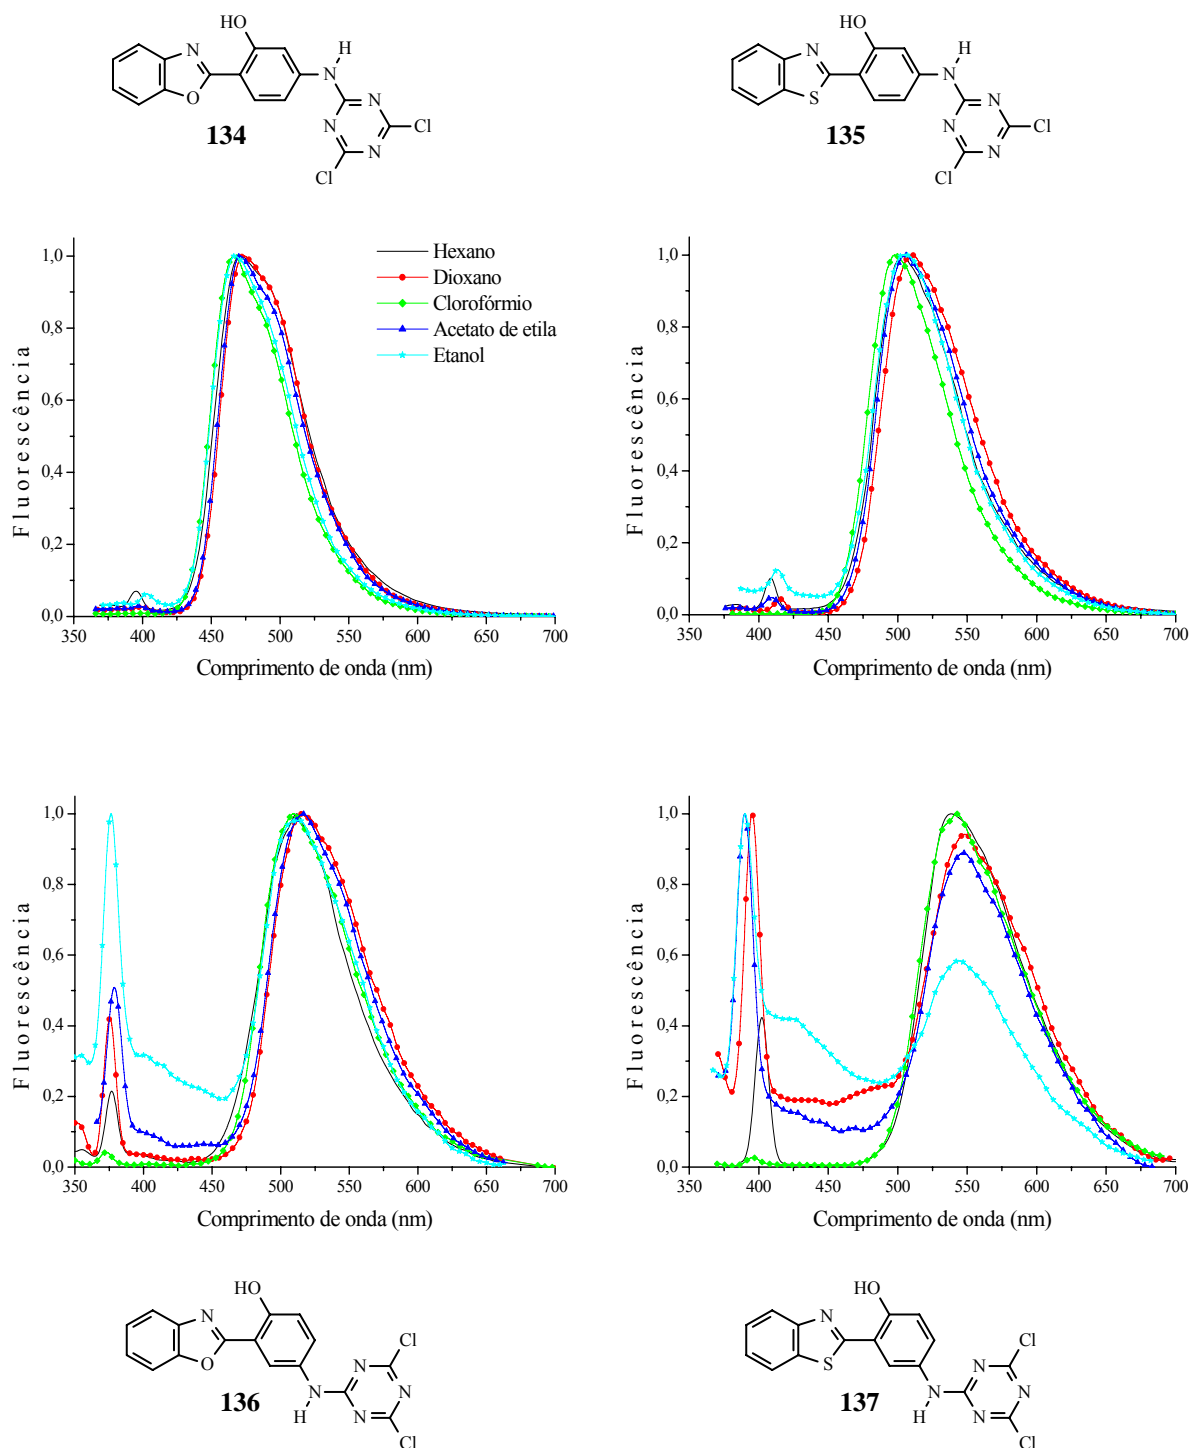 HO
H
N
N
O
N
N
N
Cl
Cl
134
HO
H
N
N
S
N
N
N
Cl
Cl
135
Fluorescência
1,0
0,8
0,6
0,4
0,2
0,0
350 400 450 500 550 600 650 700
Comprimento de onda (nm)
Hexano
Dioxano
Clorofórmio
Acetato de etila
Etanol
Fluorescência
1,0
0,8
0,6
0,4
0,2
0,0
350 400 450 500 550 600 650 700
Comprimento de onda (nm)
Fluorescência
1,0
0,8
0,6
0,4
0,2
0,0
350 400 450 500 550 600 650 700
Comprimento de onda (nm)
Fluorescência
1,0
0,8
0,6
0,4
0,2
0,0
350 400 450 500 550 600 650 700
Comprimento de onda (nm)
HO
N
O
N
H
N
N
N
Cl
Cl
136
HO
N
S
N
H
N
N
N
Cl
Cl
137